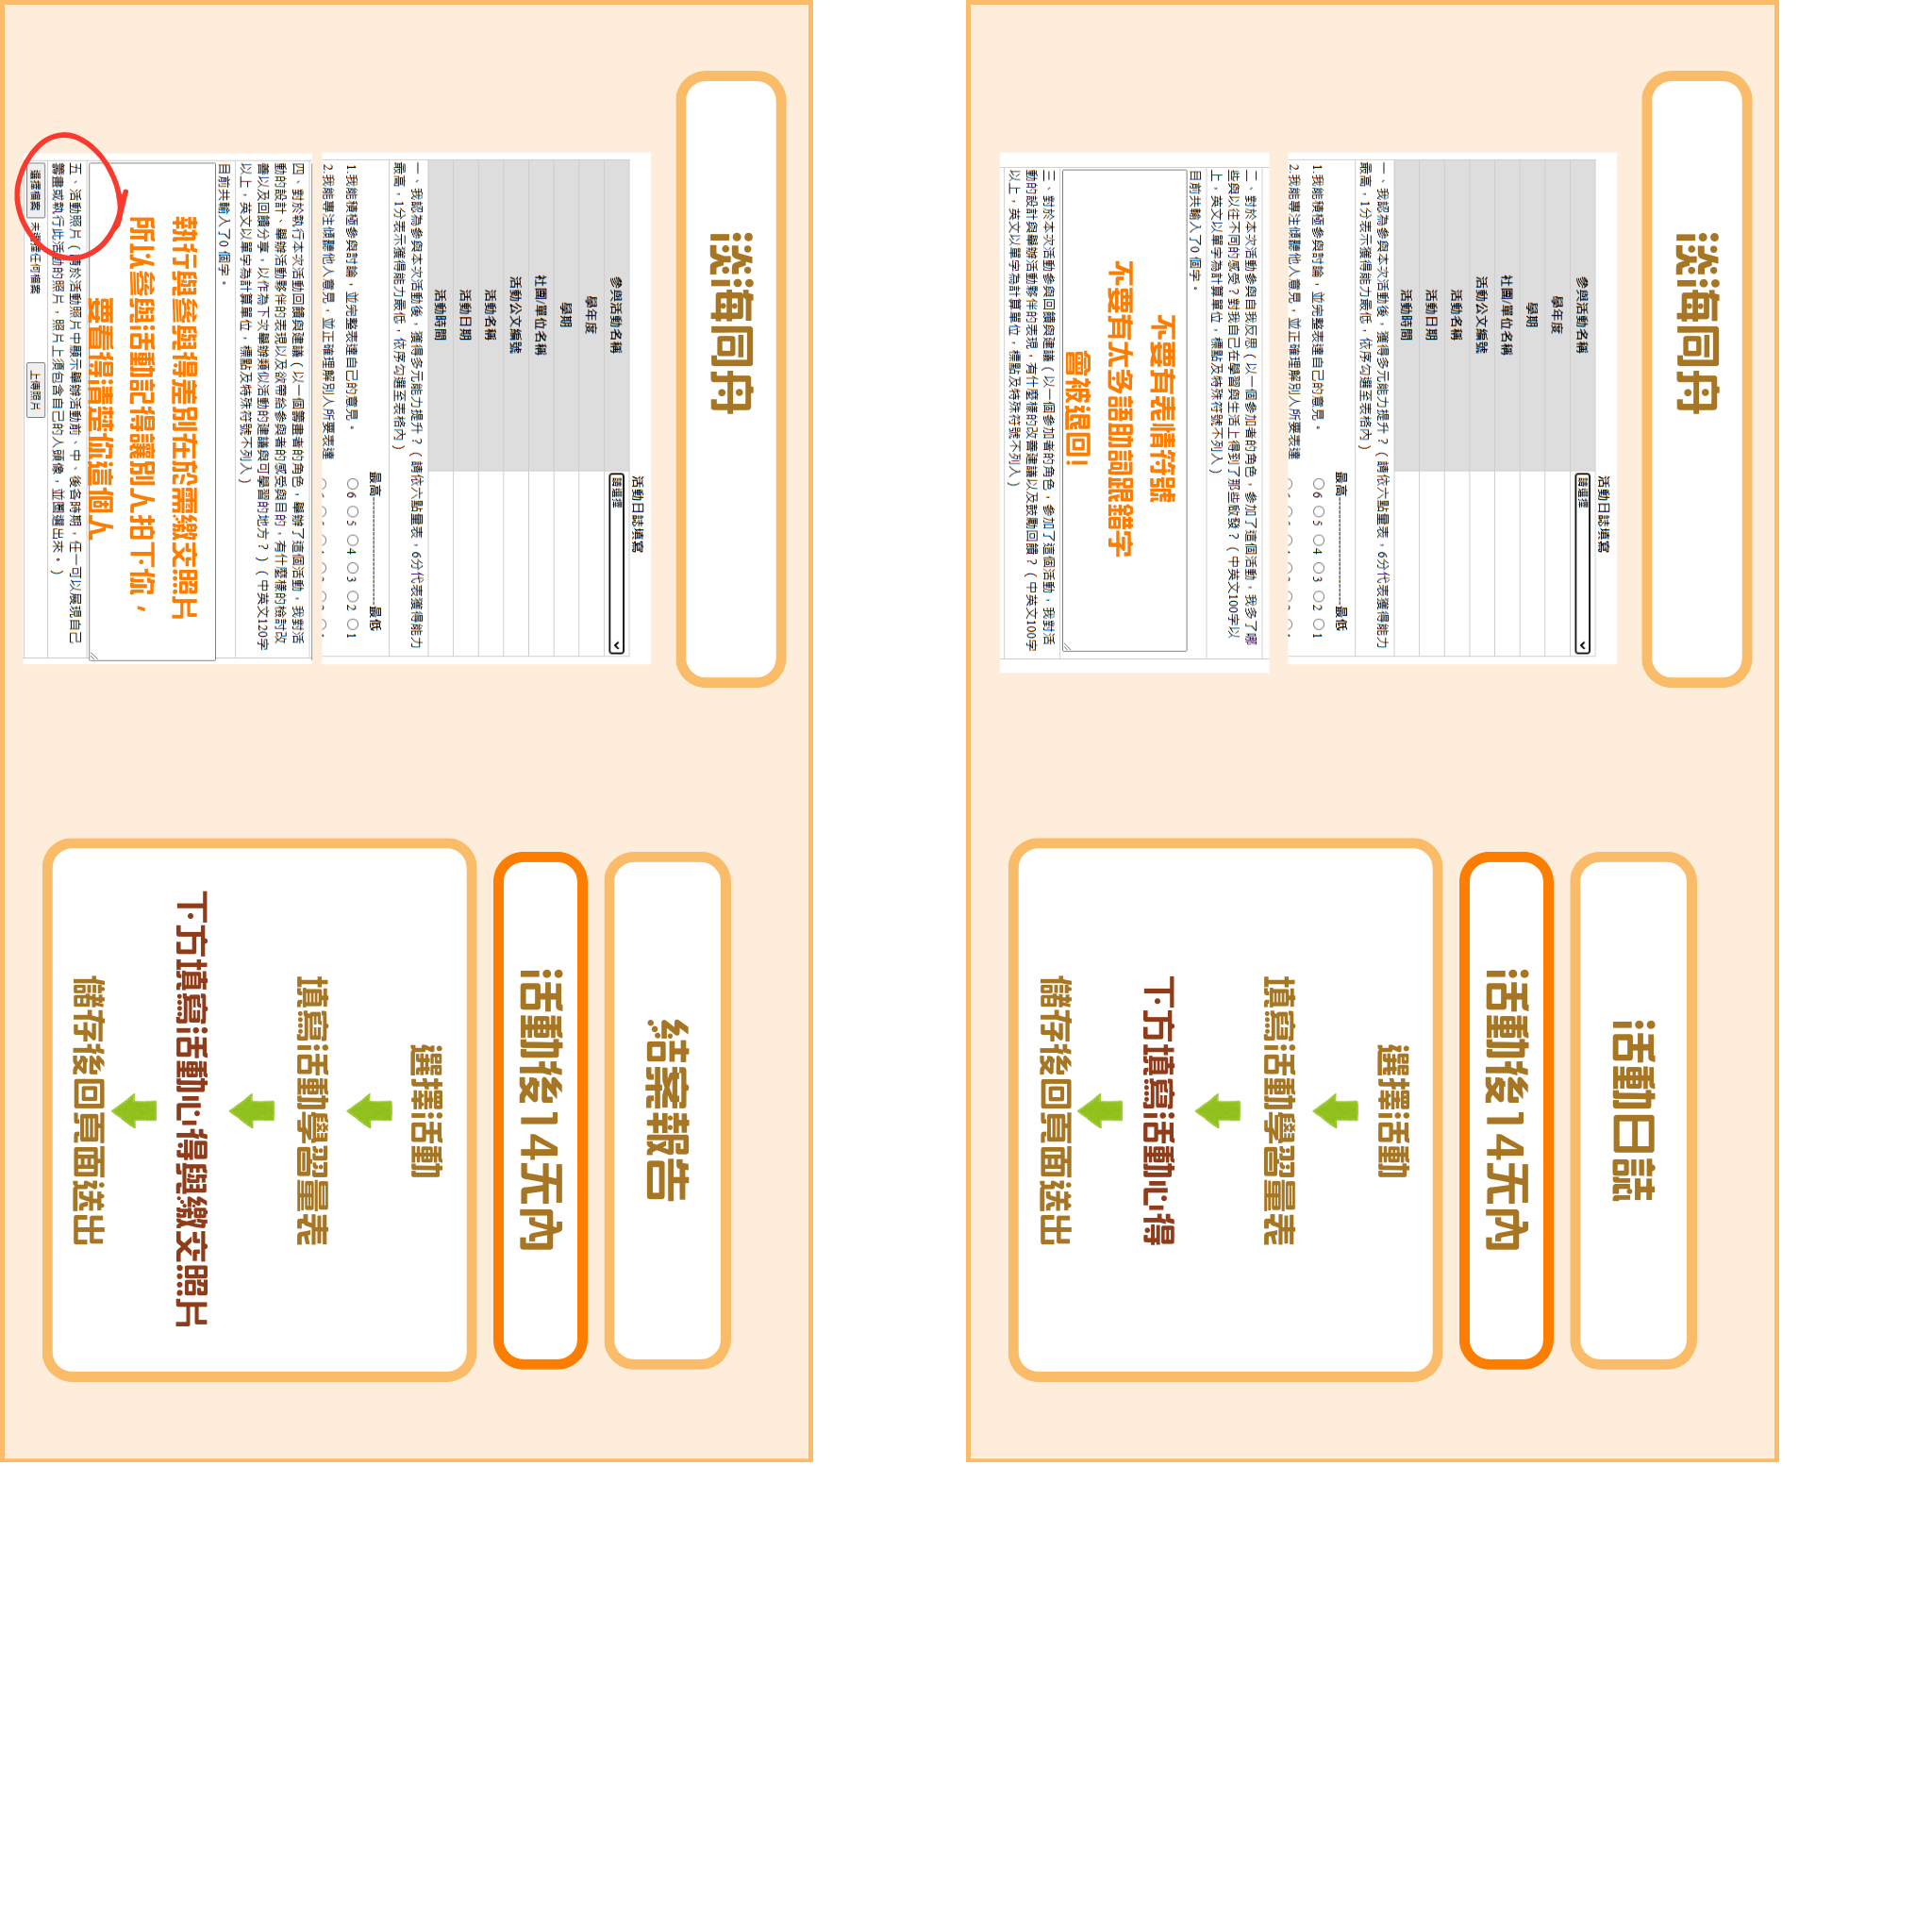 淡海同舟
活動日誌填寫
參與活動名稱
請選擇
學年度
學期
社團/單位名稱
活動公文編號
活動名稱
活動日期
活動時間
一、我認為參與本次活動後，獲得多元能力提升？（請依六點量表，6分代表獲得能力
最高，1分表示獲得能力最低，依序勾選至表格內）
最高----------------------最低
1.我能積極參與討論，並完整表達自己的意見。
6 5 4 3 2 1
2.我能專注傾聽他人意見，並正確理解別人所要表達
二、對於本次活動參與自我反思（以一個參加者的角色，參加了這個活動，我多了哪
些與以往不同的感受？對我自己在學習與生活上得到了那些啟發？（中英文100字以
上，英文以單字為計算單位，標點及特殊符號不列入）
目前共輸入了0 個字。
不要有表情符號
不要有太多語助詞跟錯字
會被退回!
三、對於本次活動參與回饋與建議（以一個參加者的角色，參加了這個活動，我對活
動的設計與舉辦活動夥伴的表現，有什麼樣的改善建議以及鼓勵回饋？（中英文100字
以上，英文以單字為計算單位，標點及特殊符號不列入）
活動日誌
活動後14天內
選擇活動
填寫活動學習量表
下方填寫活動心得
儲存後回頁面送出
淡海同舟
活動日誌填寫
參與活動名稱
請選擇
學年度
學期
社團/單位名稱
活動公文編號
活動名稱
活動日期
活動時間
一、我認為參與本次活動後，獲得多元能力提升？（請依六點量表，6分代表獲得能力
最高，1分表示獲得能力最低，依序勾選至表格內）
最高----------------------最低
1.我能積極參與討論，並完整表達自己的意見。
6 5 4 3 2 1
2.我能專注傾聽他人意見，並正確理解別人所要表達
四、對於執行本次活動回饋與建議（以一個籌畫者的角色，舉辦了這個活動，我對活
動的設計、舉辦活動夥伴的表現以及欲帶給參與者的感受與目的，有什麼樣的檢討改
善以及回饋分享，以作為下次舉辦類似活動的建議與可學習的地方？）（中英文120字
以上，英文以單字為計算單位，標點及特殊符號不列入）
目前共輸入了0 個字。
執行與參與得差別在於需繳交照片
所以參與活動記得讓別人拍下你，
要看得清楚你這個人
五、活動照片（請於活動照片中顯示舉辦活動前、中、後各時期，任一可以展現自己
籌畫或執行此活動的照片，照片上須包含自己的人頭像，並圈選出來。）
選擇檔案 未選擇任何檔案 上傳照片
結案報告
活動後14天內
選擇活動
填寫活動學習量表
下方填寫活動心得與繳交照片
儲存後回頁面送出